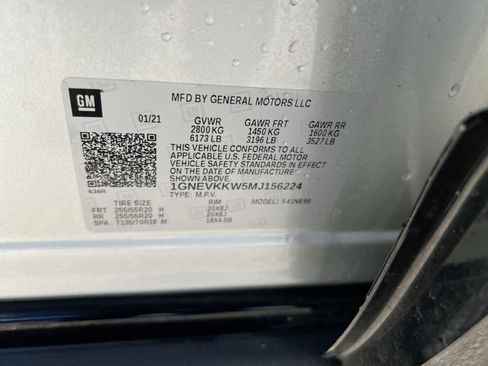 GM
MFD BY GENERAL MOTORS LLC
01/21 GVWR GAWR FRT GAWR RR
2800 KG 1450 KG 1600 KG
6173 LB 3196 LB 3527 LB
THIS VEHICLE CONFORMS TO ALL
APPLICABLE U.S. FEDERAL MOTOR
VEHICLE SAFETY STANDARDS IN EFFECT
ON THE DATE OF MANUFACTURE
SHOWN ABOVE.
1GNEVKKW5MJ156224
TYPE: M.P.V. MODEL:
636R
TIRE SIZE RIM
FRT 255/55R20 H 20X8J
RR 255/55R20 H 20X8J
SPA T135/70R18 M 18X4.5B